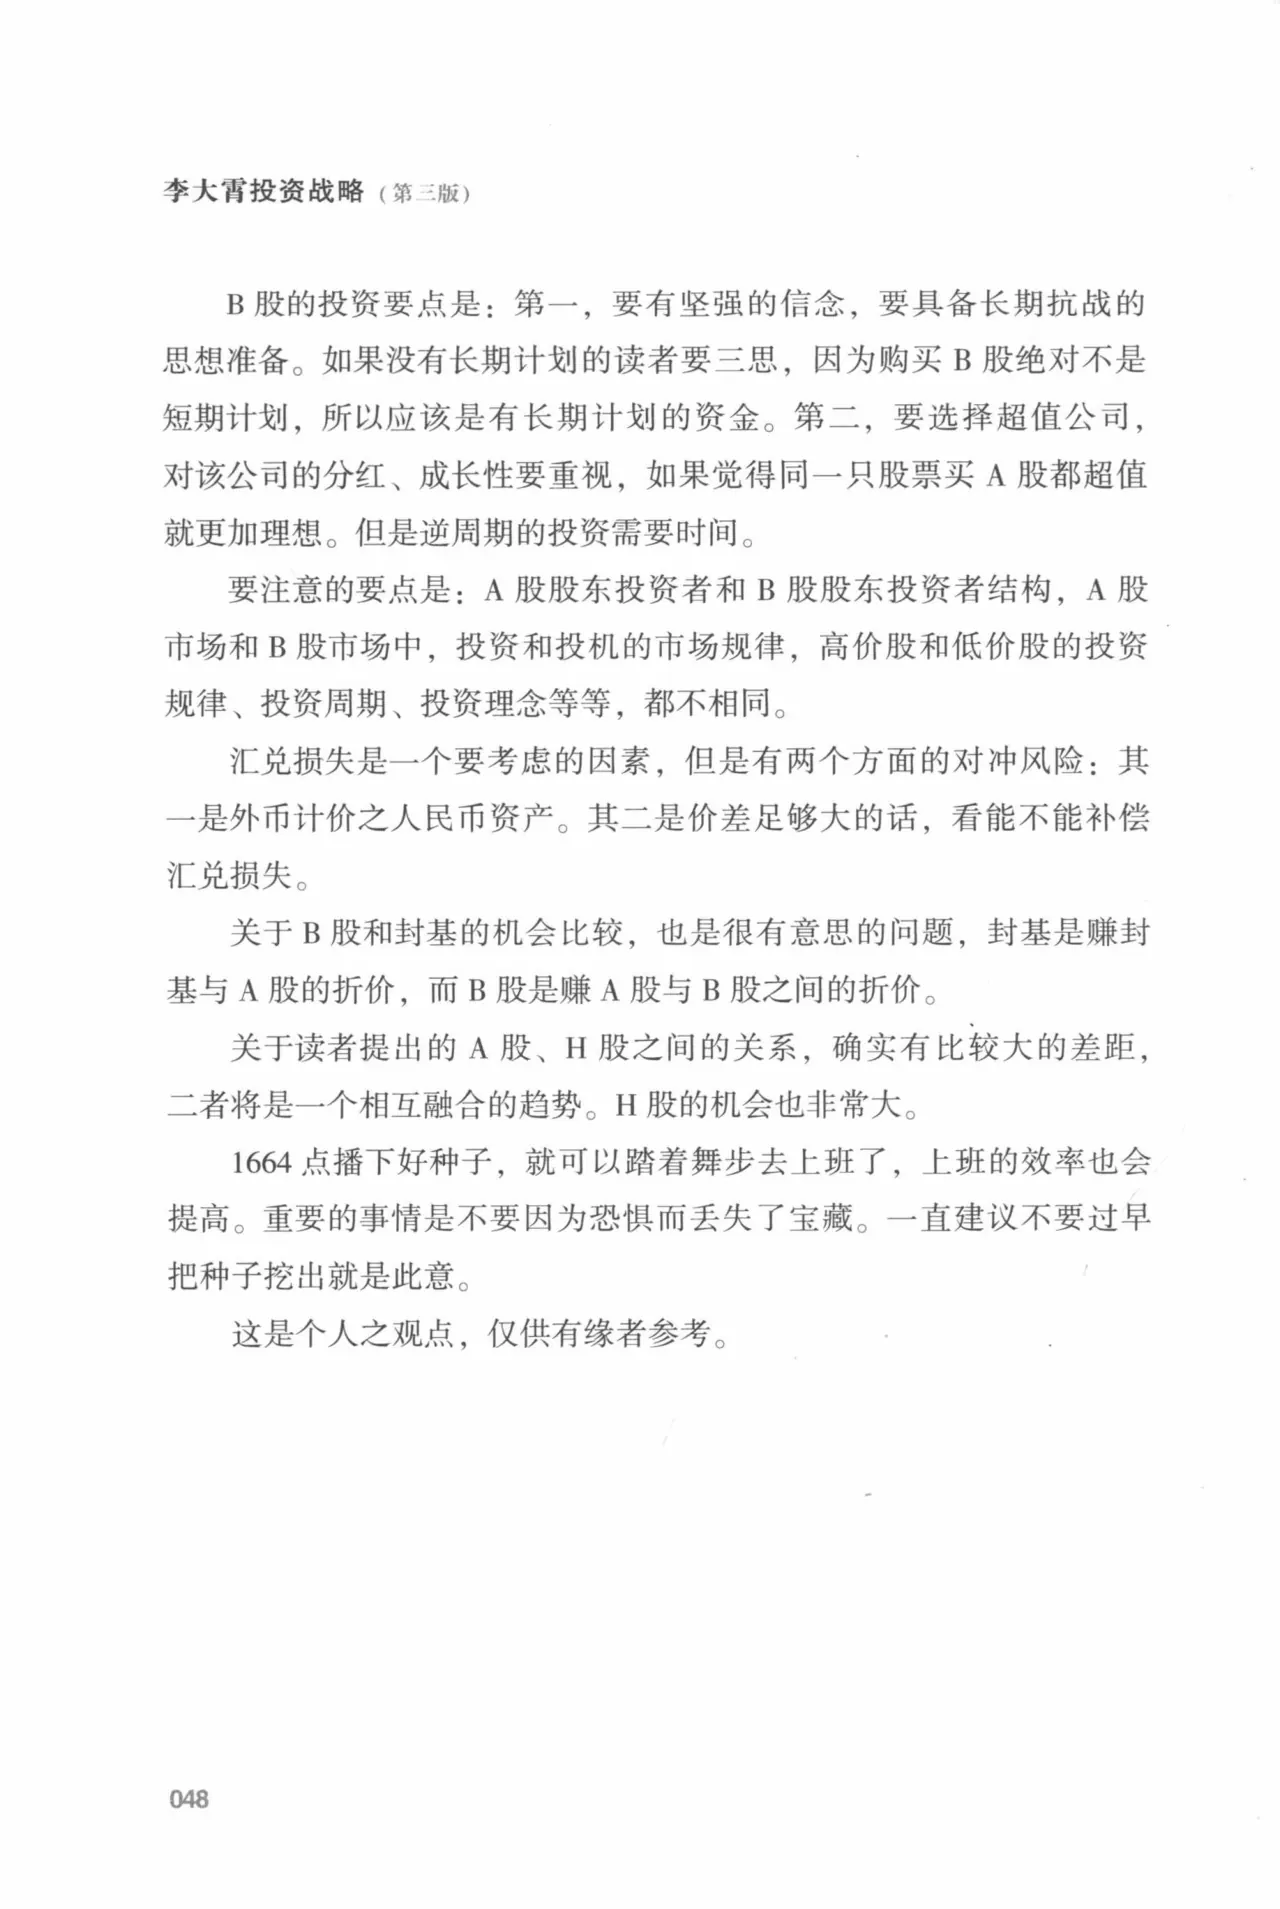 李大霄投资战略（第三版）
B 股的投资要点是：第一，要有坚强的信念，要具备长期抗战的
思想准备。如果没有长期计划的读者要三思，因为购买 B 股绝对不是
短期计划，所以应该是有长期计划的资金。第二，要选择超值公司，
对该公司的分红、成长性要重视，如果觉得同一只股票买 A 股都超值
就更加理想。但是逆周期的投资需要时间。
要注意的要点是：A 股股东投资者和 B 股股东投资者结构，A 股
市场和 B 股市场中，投资和投机的市场规律，高价股和低价股的投资
规律、投资周期、投资理念等等，都不相同。
汇兑损失是一个要考虑的因素，但是有两个方面的对冲风险：其
一是外币计价之人民币资产。其二是价差足够大的话，看能不能补偿
汇兑损失。
关于 B 股和封基的机会比较，也是很有意思的问题，封基是赚封
基与 A 股的折价，而 B 股是赚 A 股与 B 股之间的折价。
关于读者提出的 A 股、H 股之间的关系，确实有比较大的差距，
二者将是一个相互融合的趋势。H 股的机会也非常大。
1664 点播下好种子，就可以踏着舞步去上班了，上班的效率也会
提高。重要的事情是不要因为恐惧而丢失了宝藏。一直建议不要过早
把种子挖出就是此意。
这是个人之观点，仅供有缘者参考。
048